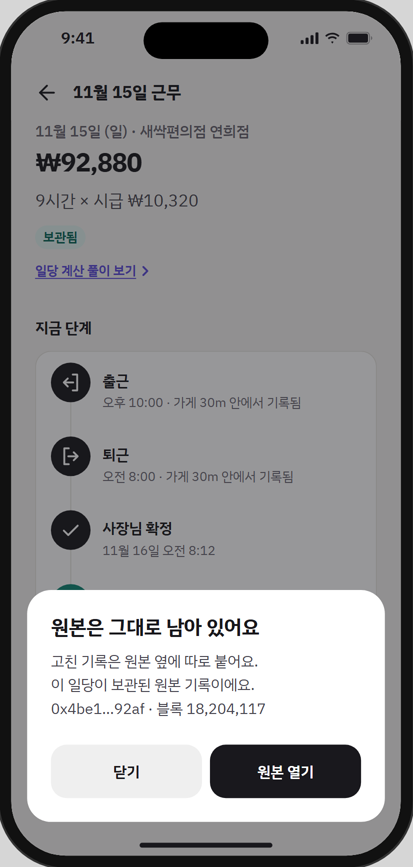 9:41
11월 15일 근무
11월 15일 (일) · 새싹편의점 연희점
₩92,880
9시간 × 시급 ₩10,320
보관됨
일당 계산 풀이 보기
지금 단계
출근
오후 10:00 · 가게 30m 안에서 기록됨
퇴근
오전 8:00 · 가게 30m 안에서 기록됨
사장님 확정
11월 16일 오전 8:12
원본은 그대로 남아 있어요
고친 기록은 원본 옆에 따로 붙어요.
이 일당이 보관된 원본 기록이에요.
0x4be1...92af · 블록 18,204,117
닫기
원본 열기